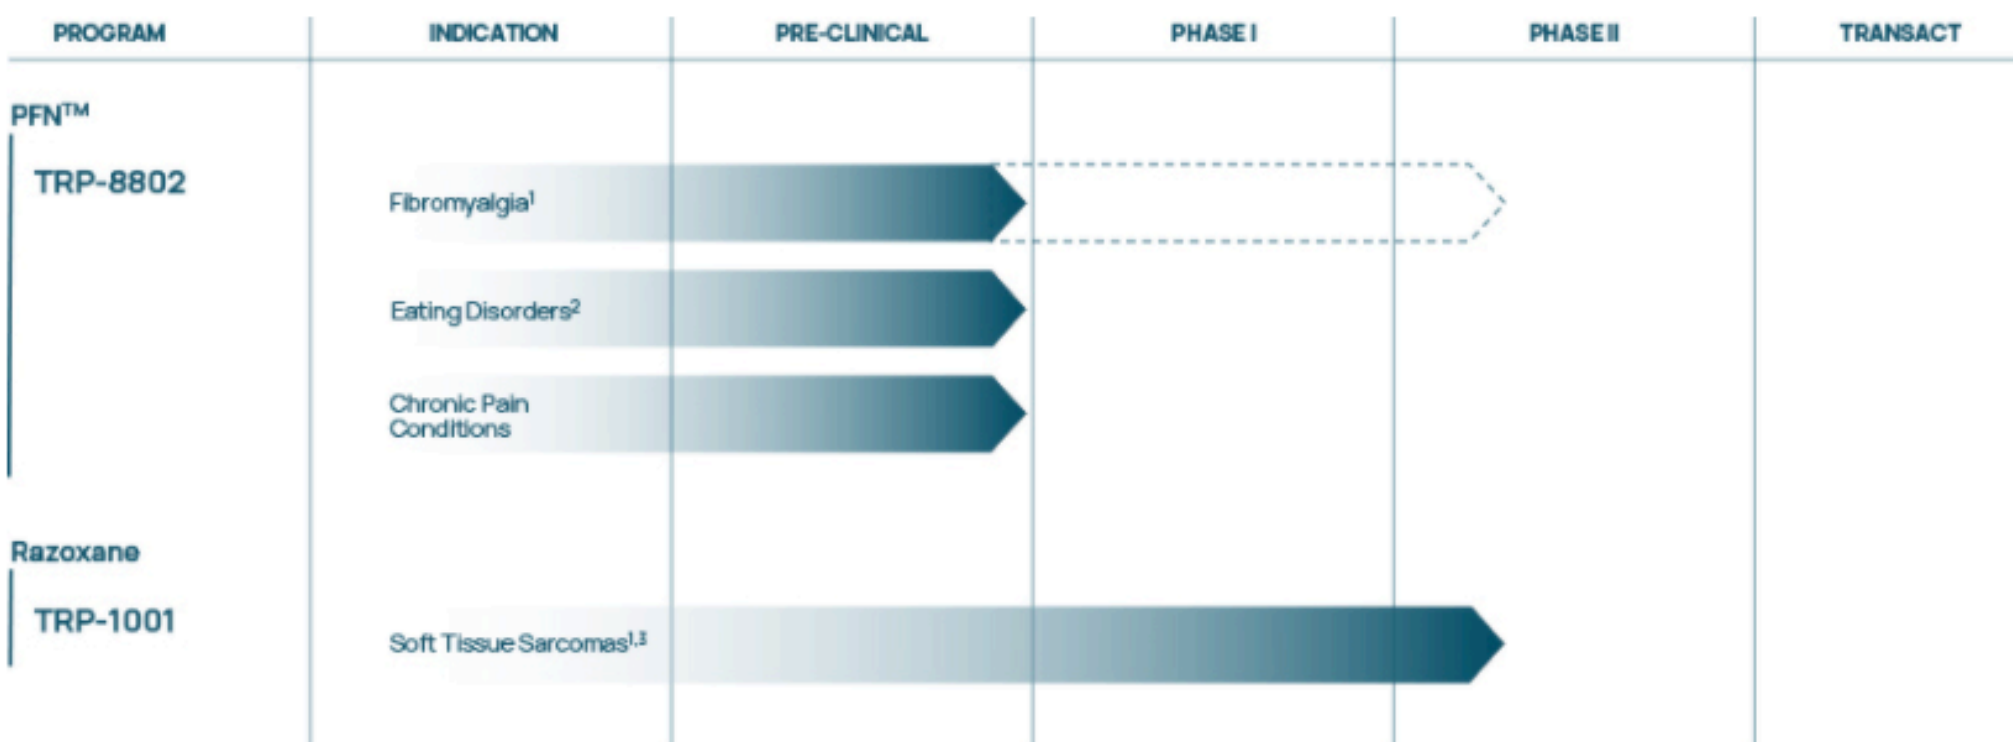 PROGRAM INDICATION PRE-CLINICAL PHASE I PHASE II TRANSACT
PFN™
TRP-8802
Fibromyalgia¹
Eating Disorders²
Chronic Pain
Conditions
Razoxane
TRP-1001
Soft Tissue Sarcomas¹,³